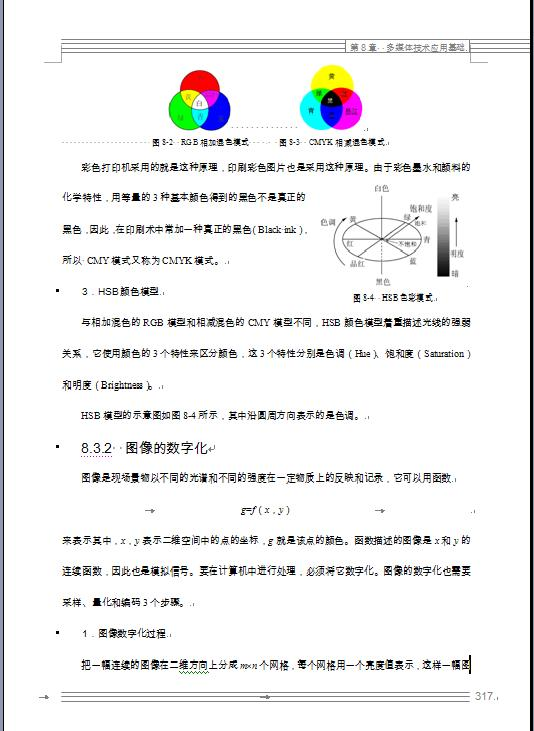 第 8 章 多媒体技术应用基础
黄
白
青
黄
绿
黑
青
品红
图 8-2 RGB 相加混色模式 图 8-3 CMYK 相减混色模式
彩色打印机采用的就是这种原理，印刷彩色图片也是采用这种原理。由于彩色墨水和颜料的
化学特性，用等量的 3 种基本颜色得到的黑色不是真正的
黑色，因此，在印刷术中常加一种真正的黑色（Black ink），
所以 CMY 模式又称为 CMYK 模式。
白色
亮
饱和度
色调
黄
绿
饱和
红
青
不饱和
明度
品红
蓝
黑色
暗
图 8-4 HSB 色彩模式
3．HSB 颜色模型
与相加混色的 RGB 模型和相减混色的 CMY 模型不同，HSB 颜色模型着重描述光线的强弱
关系，它使用颜色的 3 个特性来区分颜色，这 3 个特性分别是色调（Hue）、饱和度（Saturation）
和明度（Brightness）。
HSB 模型的示意图如图 8-4 所示，其中沿圆周方向表示的是色调。
8.3.2 图像的数字化
图像是现场景物以不同的光谱和不同的强度在一定物质上的反映和记录，它可以用函数
g=f（x，y）
来表示其中，x，y 表示二维空间中的点的坐标，g 就是该点的颜色。函数描述的图像是 x 和 y 的
连续函数，因此也是模拟信号。要在计算机中进行处理，必须将它数字化。图像的数字化也需要
采样、量化和编码 3 个步骤。
1．图像数字化过程
把一幅连续的图像在二维方向上分成 m×n 个网格，每个网格用一个亮度值表示，这样一幅图
317